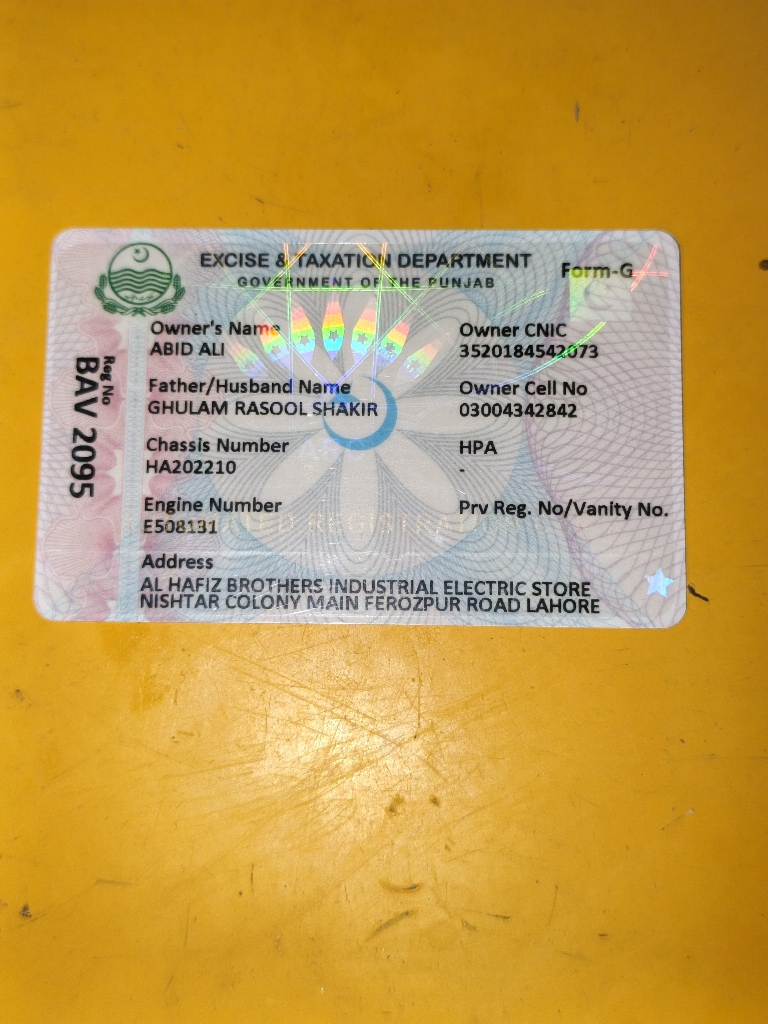 EXCISE & TAXATION DEPARTMENT
GOVERNMENT OF THE PUNJAB
Form-G
Reg No
BAV 2095
Owner's Name
ABID ALI
Owner CNIC
3520184542073
Father/Husband Name
GHULAM RASOOL SHAKIR
Owner Cell No
03004342842
Chassis Number
HA202210
HPA
-
Engine Number
E508131
Prv Reg. No/Vanity No.
Address
AL HAFIZ BROTHERS INDUSTRIAL ELECTRIC STORE
NISHTAR COLONY MAIN FEROZPUR ROAD LAHORE